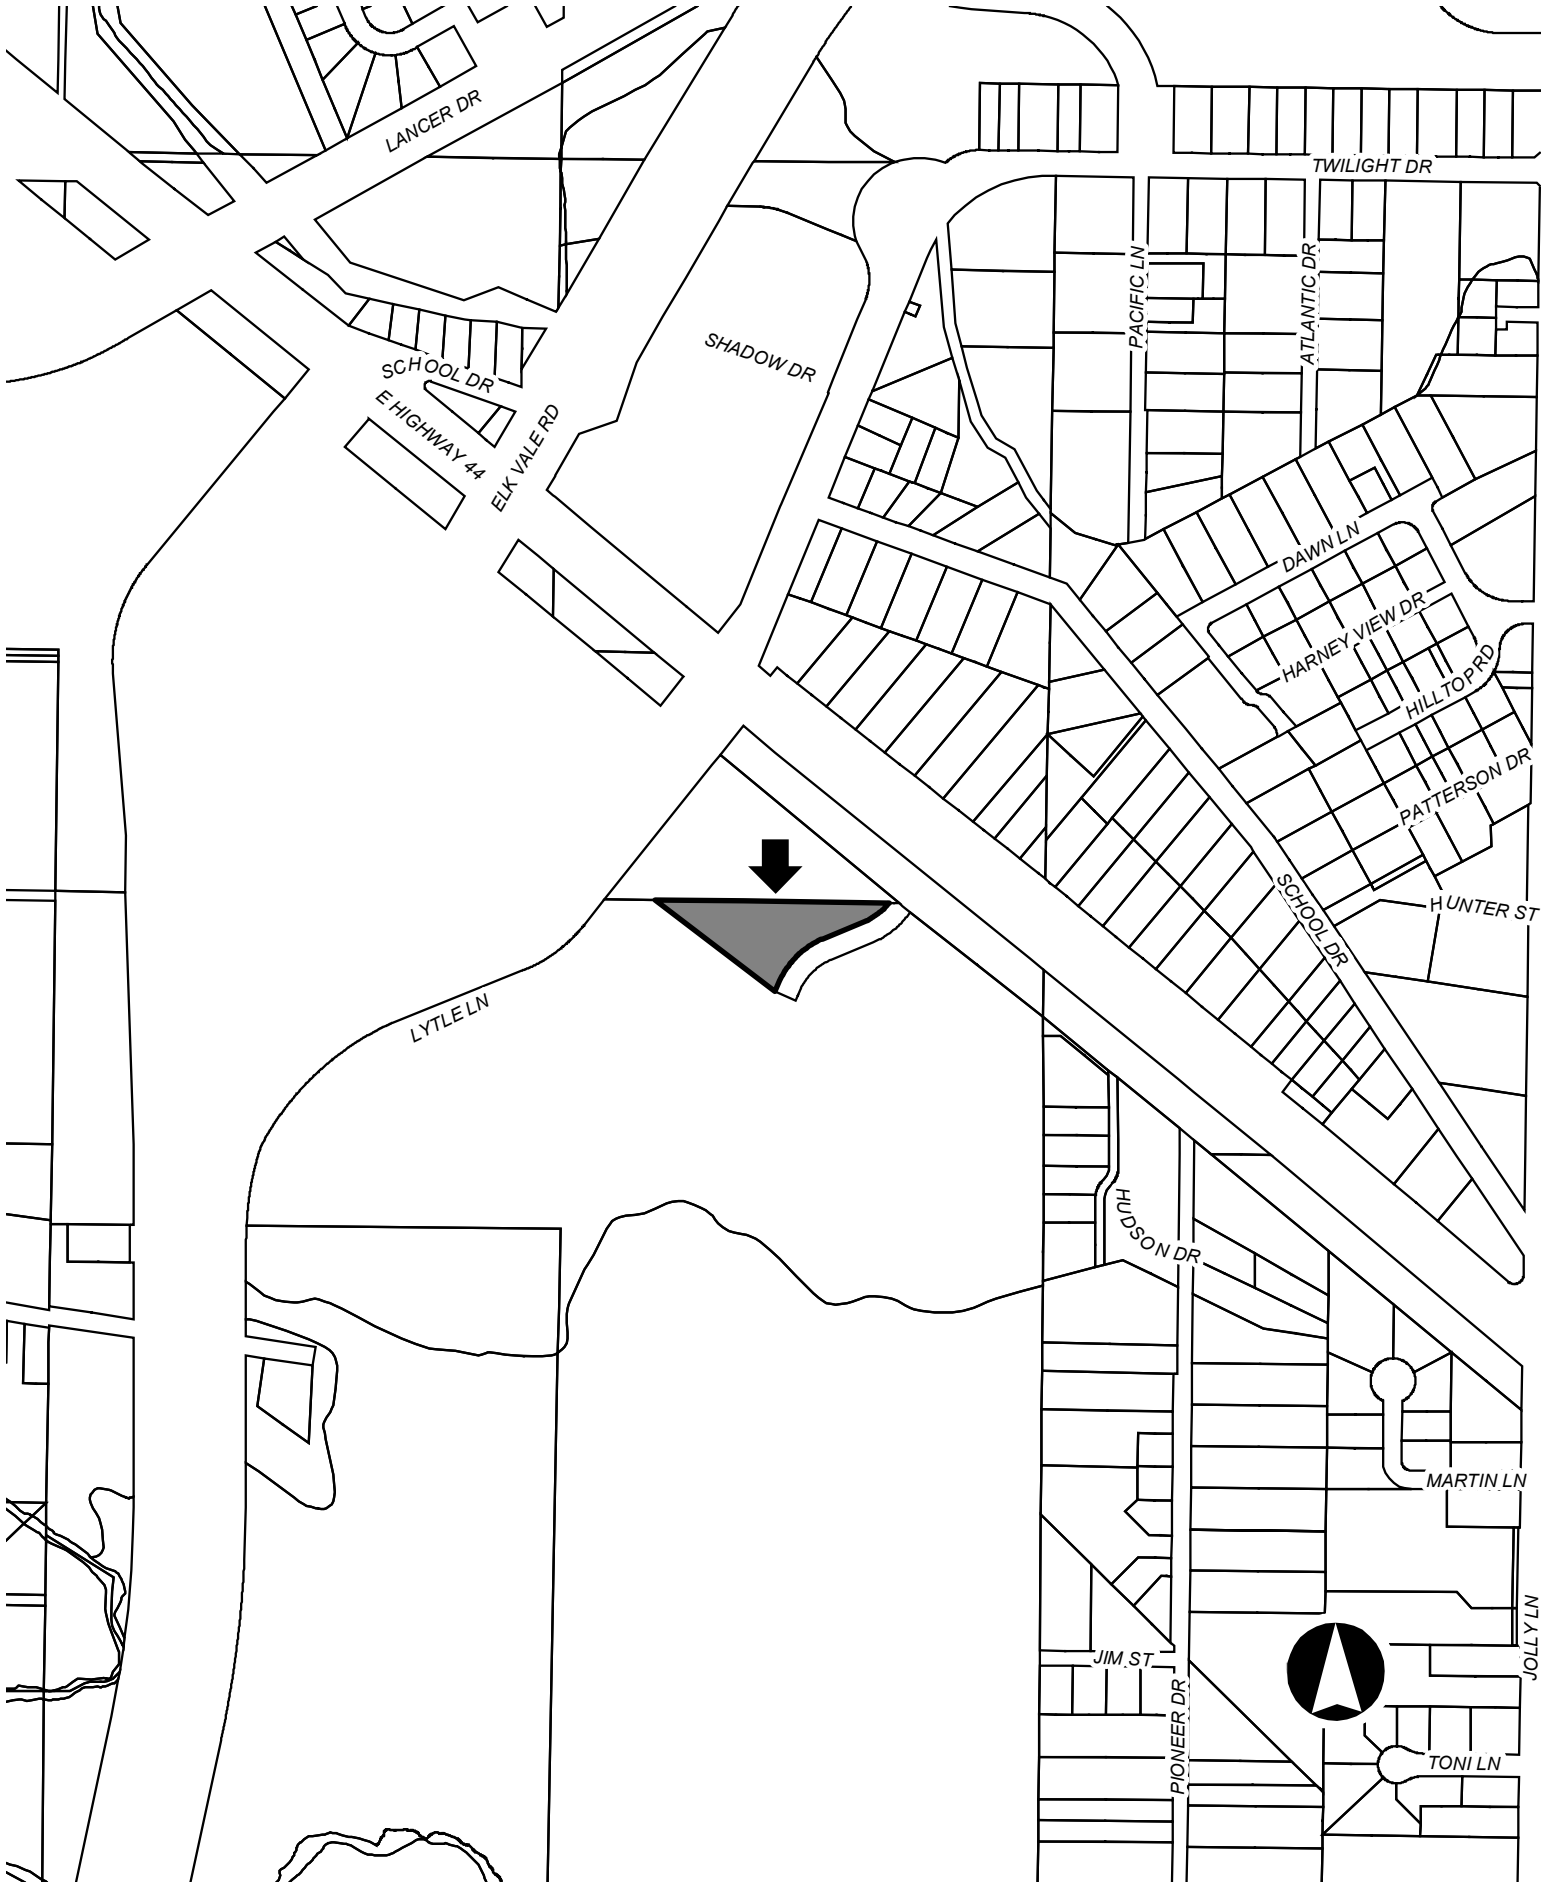 LANCER DR
TWILIGHT DR
PACIFIC LN
ATLANTIC DR
SHADOW DR
SCHOOL DR
E HIGHWAY 44
ELK VALE RD
DAWN LN
HARNEY VIEW DR
HILLTOP RD
PATTERSON DR
SCHOOL DR
HUNTER ST
LYTLE LN
HUDSON DR
MARTIN LN
JOLLY LN
JIM ST
PIONEER DR
TONI LN